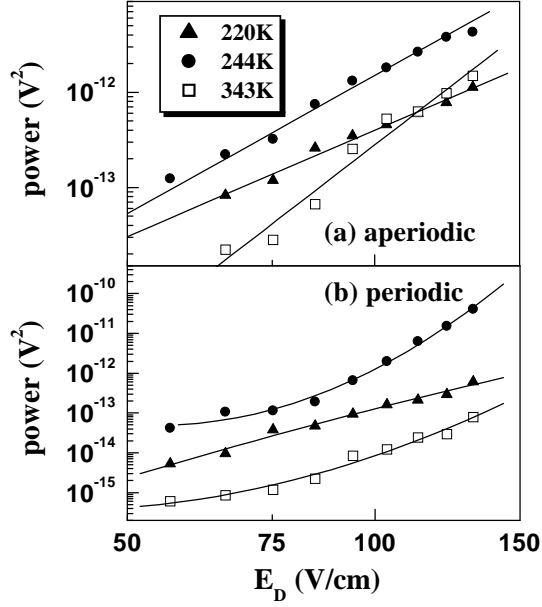 220K
244K
343K
10⁻¹²
10⁻¹³
power (V²)
(a) aperiodic
(b) periodic
10⁻¹⁰
10⁻¹¹
10⁻¹²
10⁻¹³
10⁻¹⁴
10⁻¹⁵
power (V²)
50 75 100 150
E_D (V/cm)